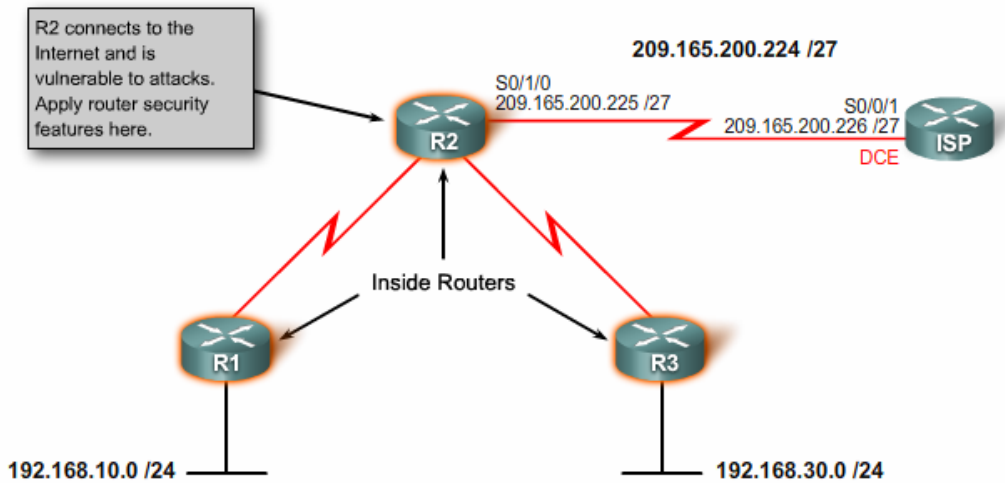 R2 connects to the
Internet and is
vulnerable to attacks.
Apply router security
features here.
209.165.200.224 /27
S0/1/0
209.165.200.225 /27
S0/0/1
209.165.200.226 /27
DCE
R2
ISP
Inside Routers
R1
R3
192.168.10.0 /24
192.168.30.0 /24